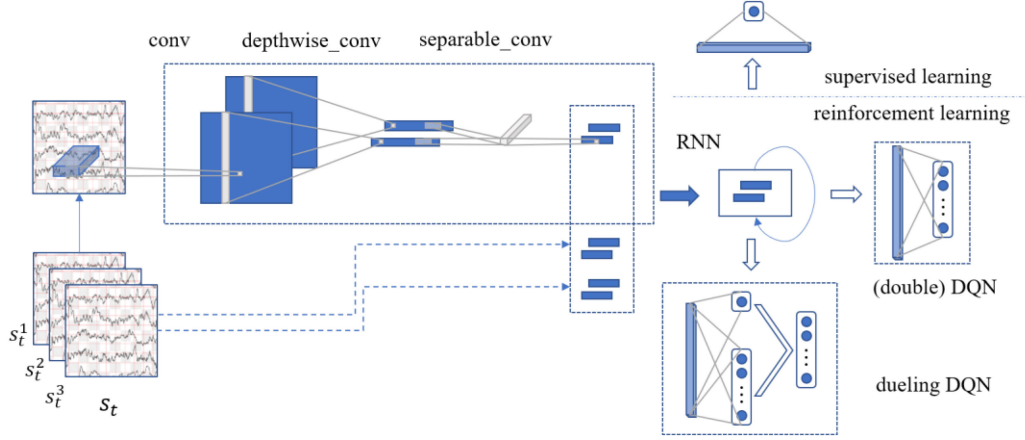 conv
depthwise_conv
separable_conv
supervised learning
reinforcement learning
RNN
(double) DQN
dueling DQN
s_t^1
s_t^2
s_t^3
s_t